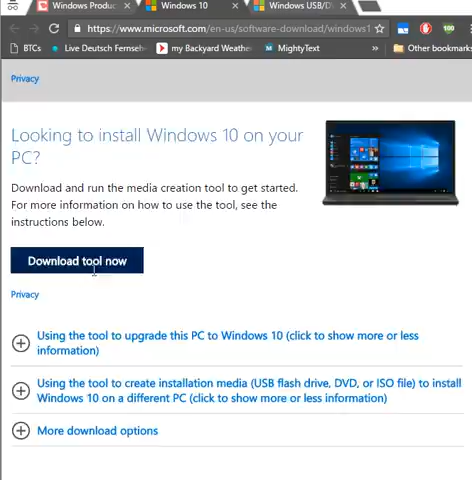 Windows Produc
Windows 10
Windows USB/D
https://www.microsoft.com/en-us/software-download/windows1
100
BTCs
Live Deutsch Fernseh
my Backyard Weathe
MightyText
»
Other bookmark
Privacy
Looking to install Windows 10 on your
PC?
Download and run the media creation tool to get started.
For more information on how to use the tool, see the
instructions below.
Download tool now
Privacy
Using the tool to upgrade this PC to Windows 10 (click to show more or less
information)
Using the tool to create installation media (USB flash drive, DVD, or ISO file) to install
Windows 10 on a different PC (click to show more or less information)
More download options